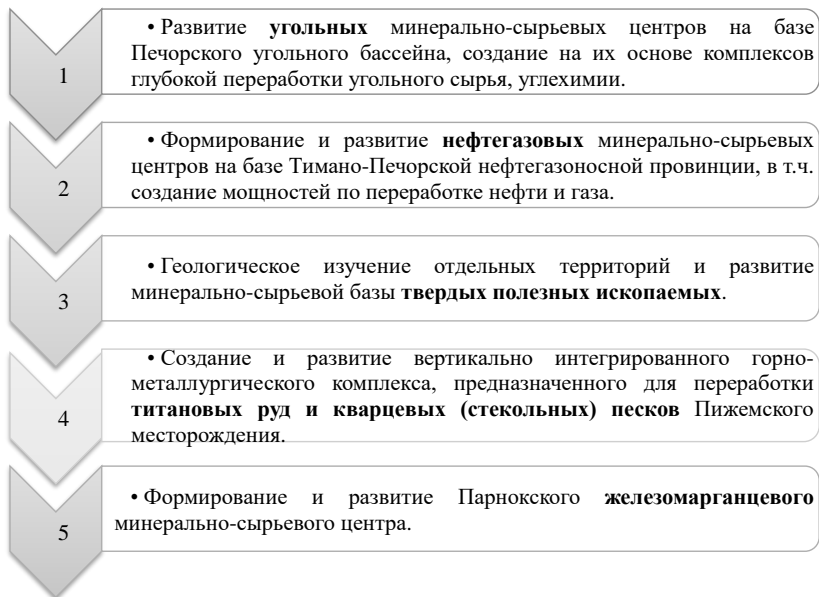 1
• Развитие угольных минерально-сырьевых центров на базе
Печорского угольного бассейна, создание на их основе комплексов
глубокой переработки угольного сырья, углехимии.
2
• Формирование и развитие нефтегазовых минерально-сырьевых
центров на базе Тимано-Печорской нефтегазоносной провинции, в т.ч.
создание мощностей по переработке нефти и газа.
3
• Геологическое изучение отдельных территорий и развитие
минерально-сырьевой базы твердых полезных ископаемых.
4
• Создание и развитие вертикально интегрированного горно-
металлургического комплекса, предназначенного для переработки
титановых руд и кварцевых (стекольных) песков Пижемского
месторождения.
5
• Формирование и развитие Парнокского железомарганцевого
минерально-сырьевого центра.